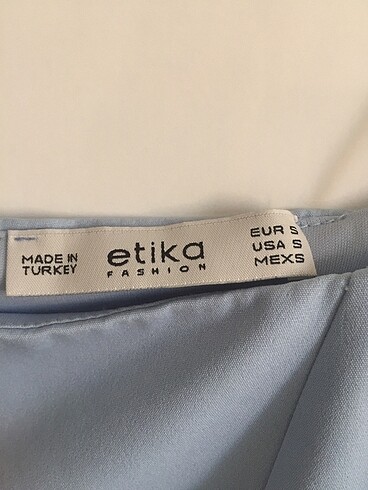 MADE IN
TURKEY
etika
FASHION
EUR S
USA S
MEXS